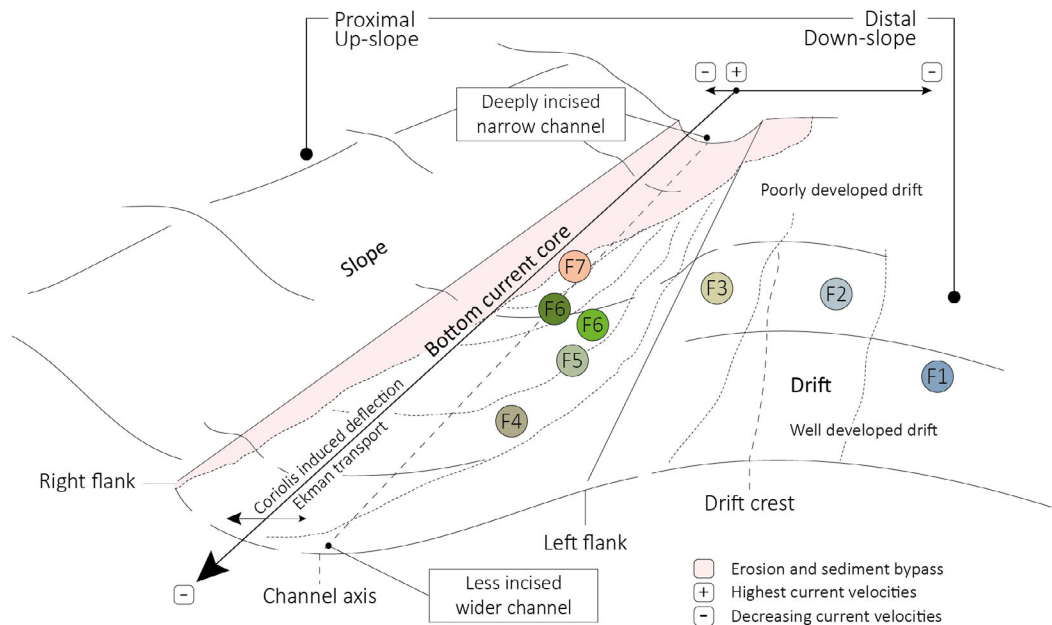 Proximal
Up-slope
Distal
Down-slope
- + -
Deeply incised
narrow channel
Poorly developed drift
Slope
Bottom current core
F7
F6
F6
F5
F4
F3
F2
F1
Drift
Well developed drift
Coriolis induced deflection
Ekman transport
Right flank
Drift crest
Left flank
-
Channel axis
Less incised
wider channel
Erosion and sediment bypass
+ Highest current velocities
- Decreasing current velocities